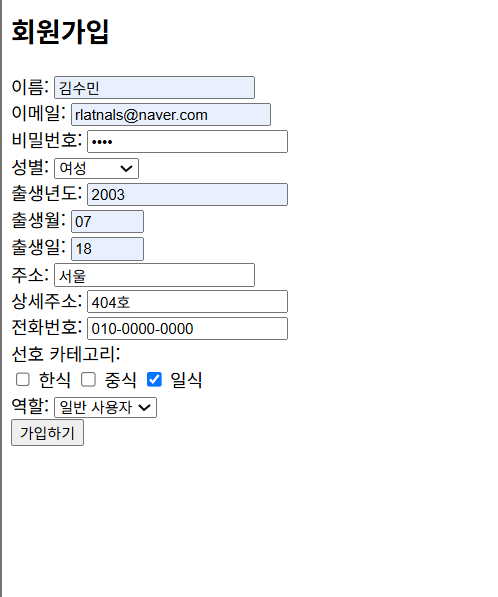 회원가입
이름: 김수민
이메일: rlatnals@naver.com
비밀번호: ••••
성별: 여성
출생년도: 2003
출생월: 07
출생일: 18
주소: 서울
상세주소: 404호
전화번호: 010-0000-0000
선호 카테고리:
한식 중식 일식
역할: 일반 사용자
가입하기